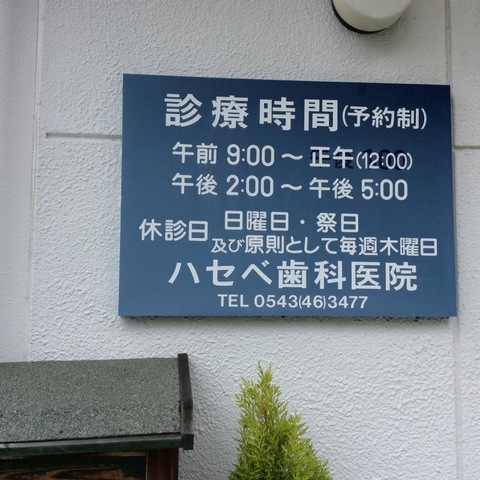 診療時間(予約制)
午前 9:00〜正午(12:00)
午後 2:00〜午後 5:00
休診日 日曜日・祭日
及び原則として毎週木曜日
ハセベ歯科医院
TEL 0543(46)3477